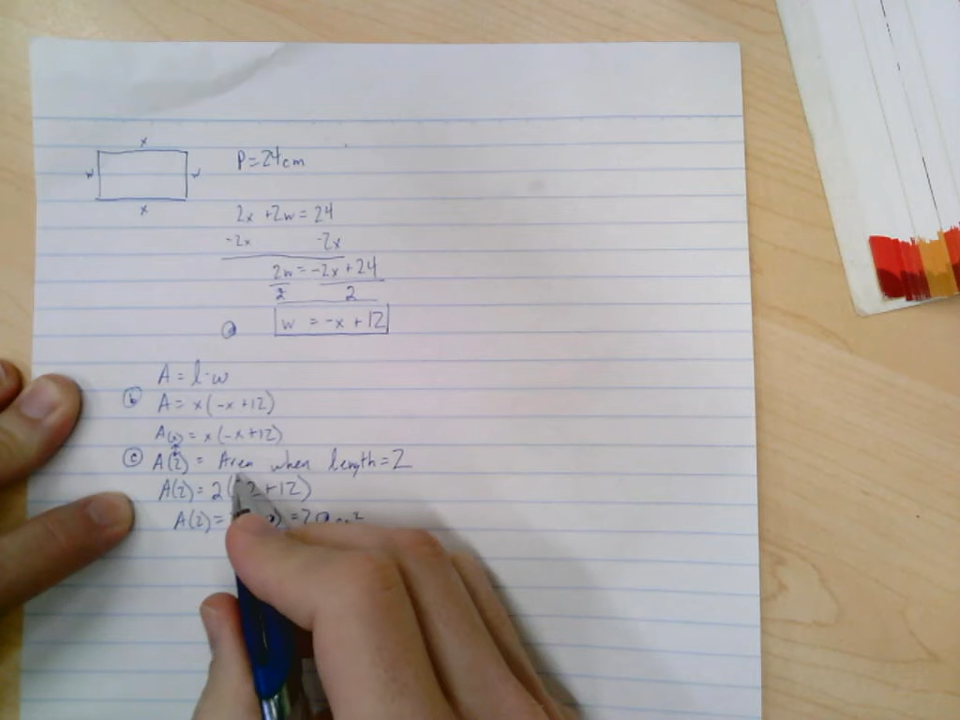 x
w w
x
P=24cm
2x +2w = 24
-2x -2x
2w = -2x + 24
2 2
a w = -x + 12
A = l·w
b A = x(-x+12)
A(x) = x(-x+12)
c A(2) = Area when length = 2
A(2) = 2( 2+12)
A(2) =